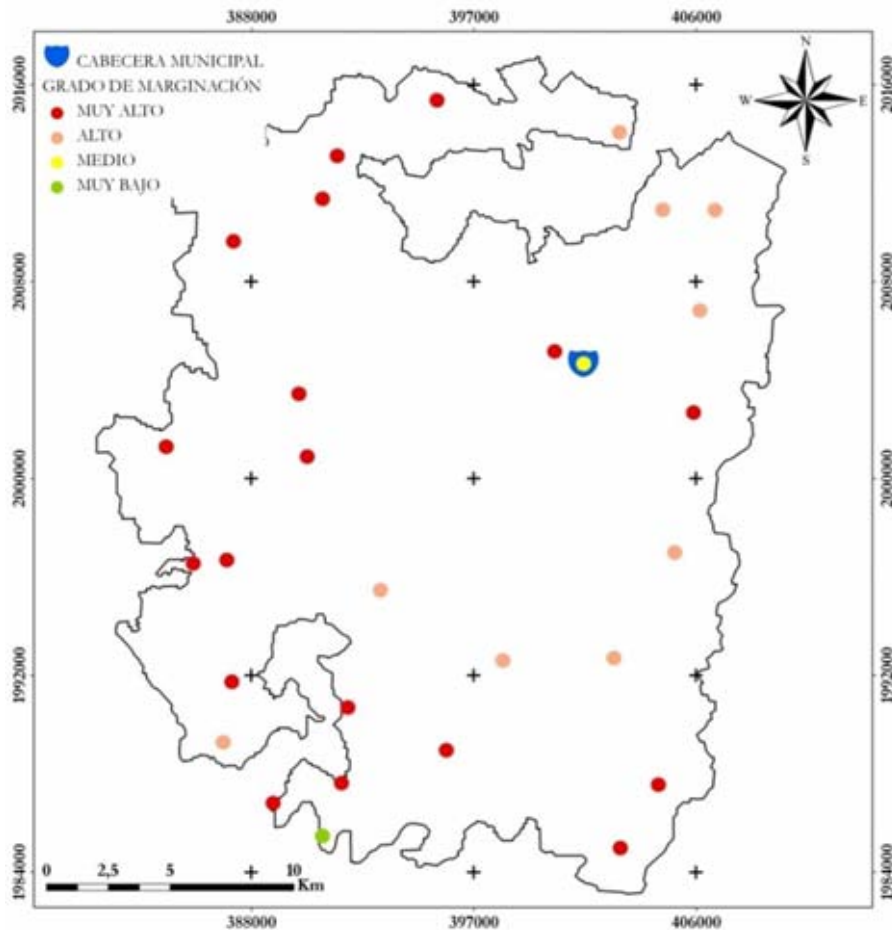 388000 397000 406000
N
W E
S
CABECERA MUNICIPAL
GRADO DE MARGINACIÓN
MUY ALTO
ALTO
MEDIO
MUY BAJO
2016000 2016000
2008000 2008000
2000000 2000000
1992000 1992000
1984000 1984000
0 2,5 5 10
Km
388000 397000 406000